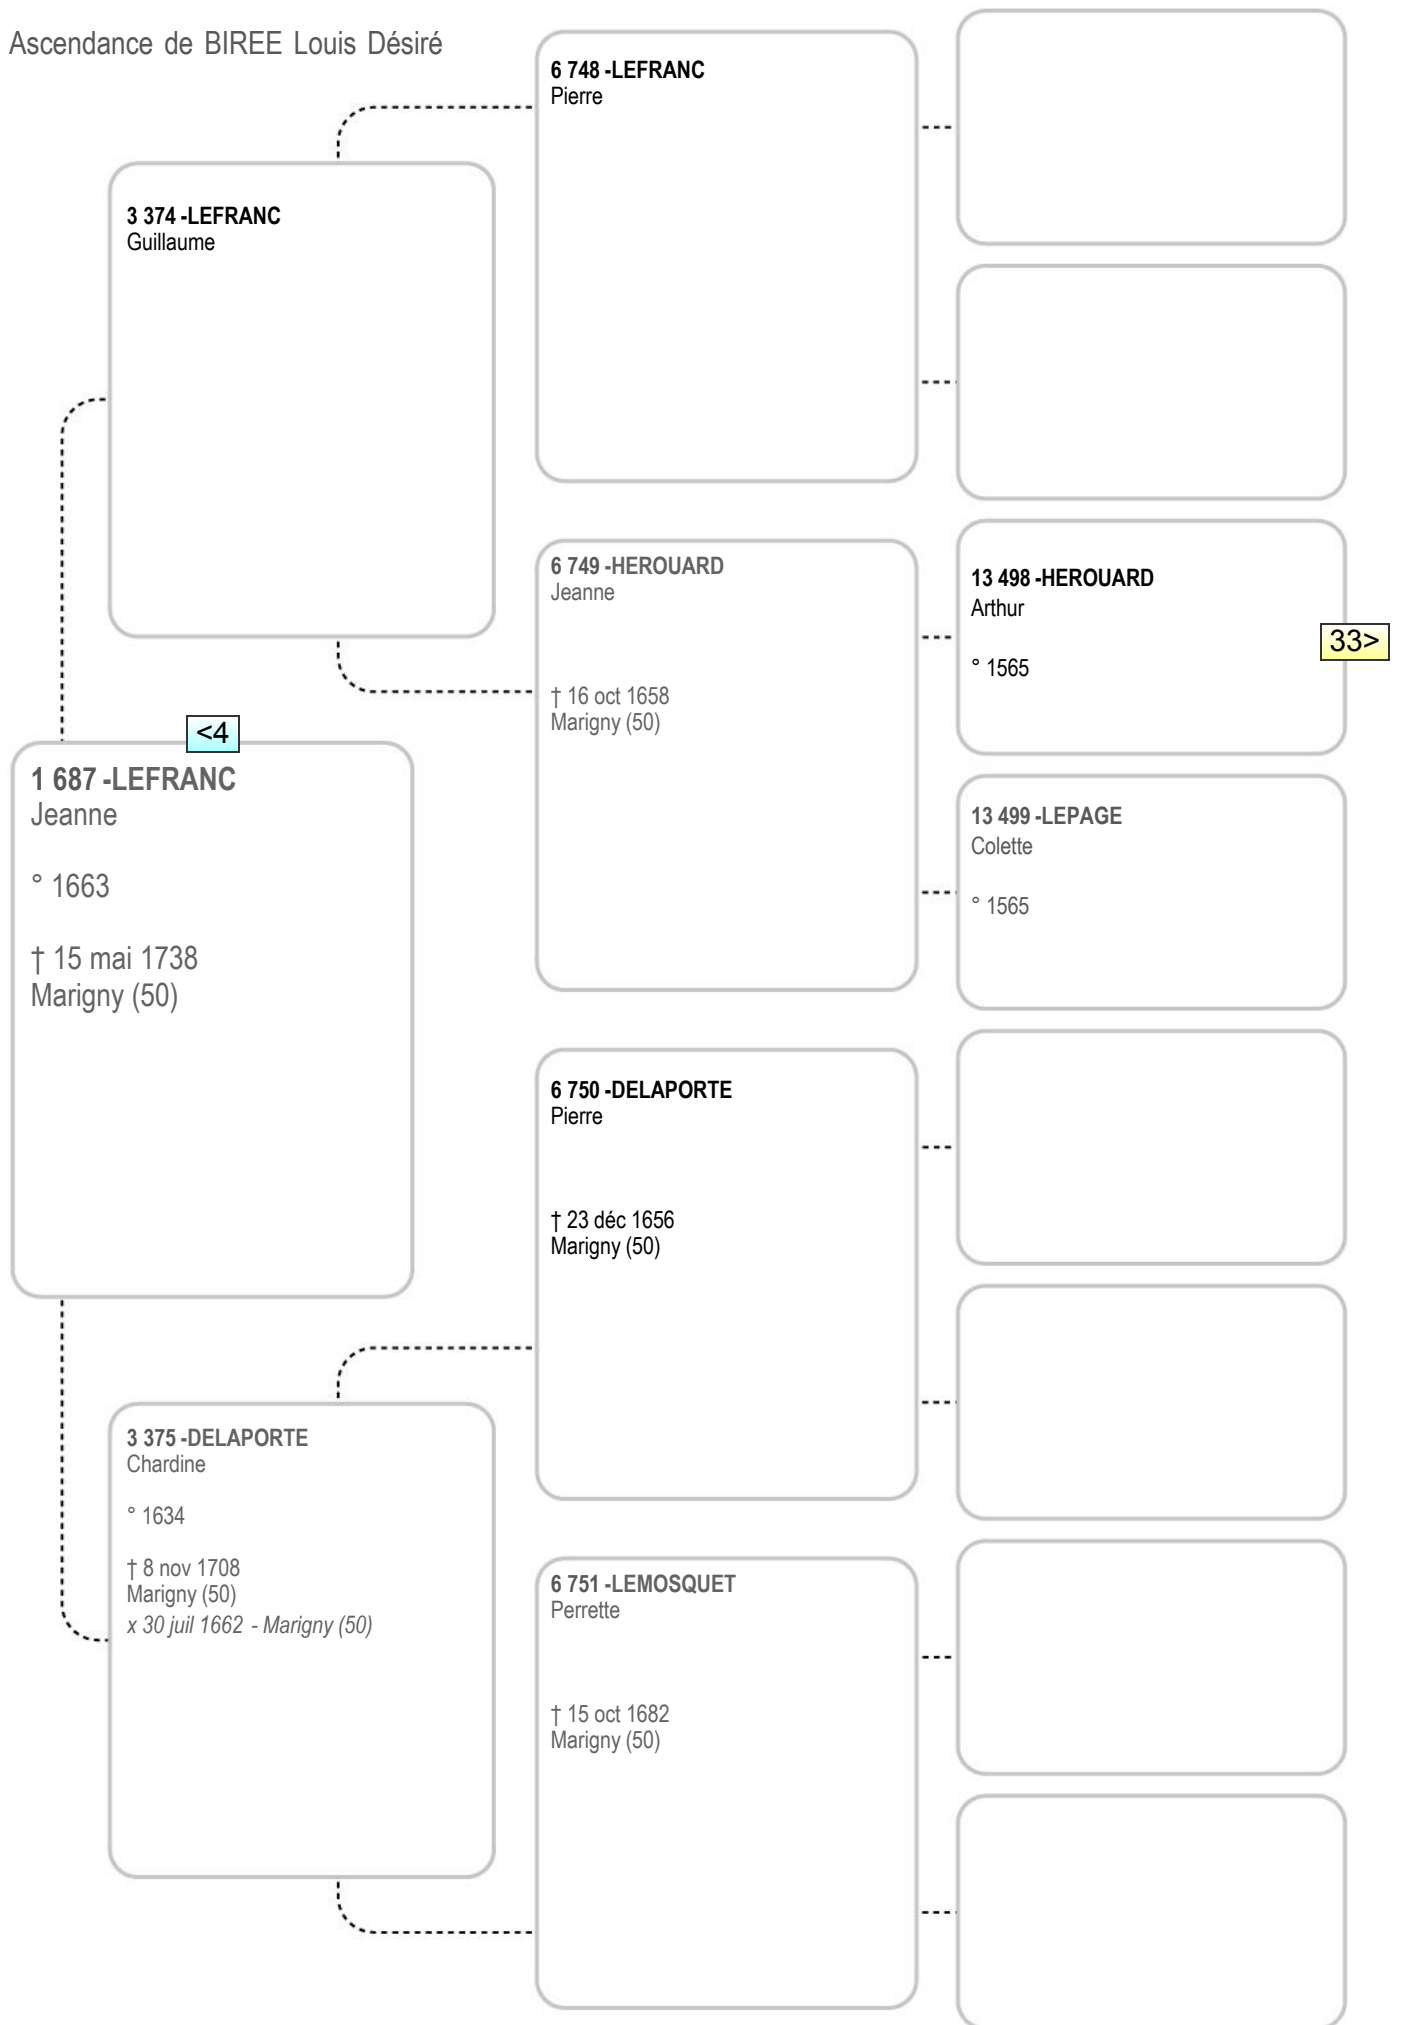 Ascendance de BIREE Louis Désiré
6 748 -LEFRANC
Pierre
3 374 -LEFRANC
Guillaume
6 749 -HEROUARD
Jeanne
† 16 oct 1658
Marigny (50)
13 498 -HEROUARD
Arthur
° 1565
33>
<4
1 687 -LEFRANC
Jeanne
° 1663
† 15 mai 1738
Marigny (50)
13 499 -LEPAGE
Colette
° 1565
6 750 -DELAPORTE
Pierre
† 23 déc 1656
Marigny (50)
3 375 -DELAPORTE
Chardine
° 1634
† 8 nov 1708
Marigny (50)
x 30 juil 1662 - Marigny (50)
6 751 -LEMOSQUET
Perrette
† 15 oct 1682
Marigny (50)